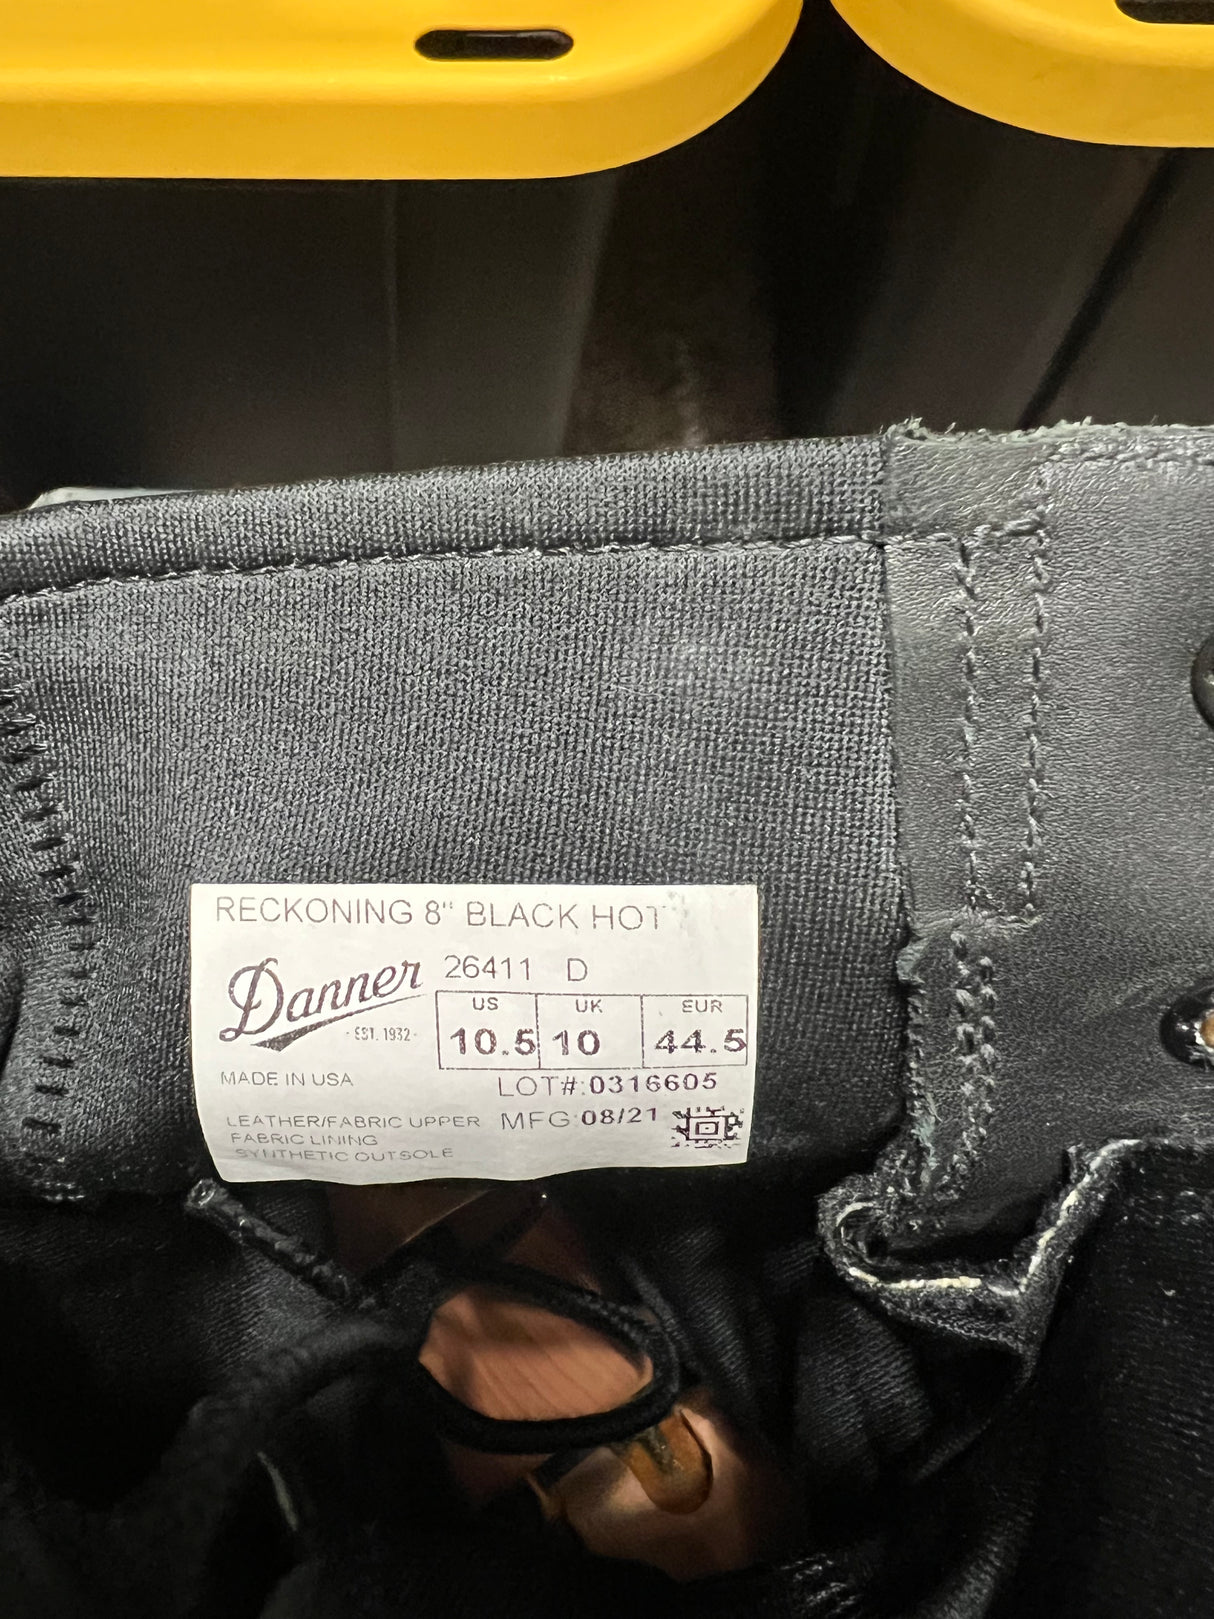 RECKONING 8" BLACK HOT
Danner
- EST. 1932 -
26411 D
US UK EUR
10.5 10 44.5
MADE IN USA
LOT#:0316605
LEATHER/FABRIC UPPER
FABRIC LINING
SYNTHETIC OUTSOLE
MFG 08/21